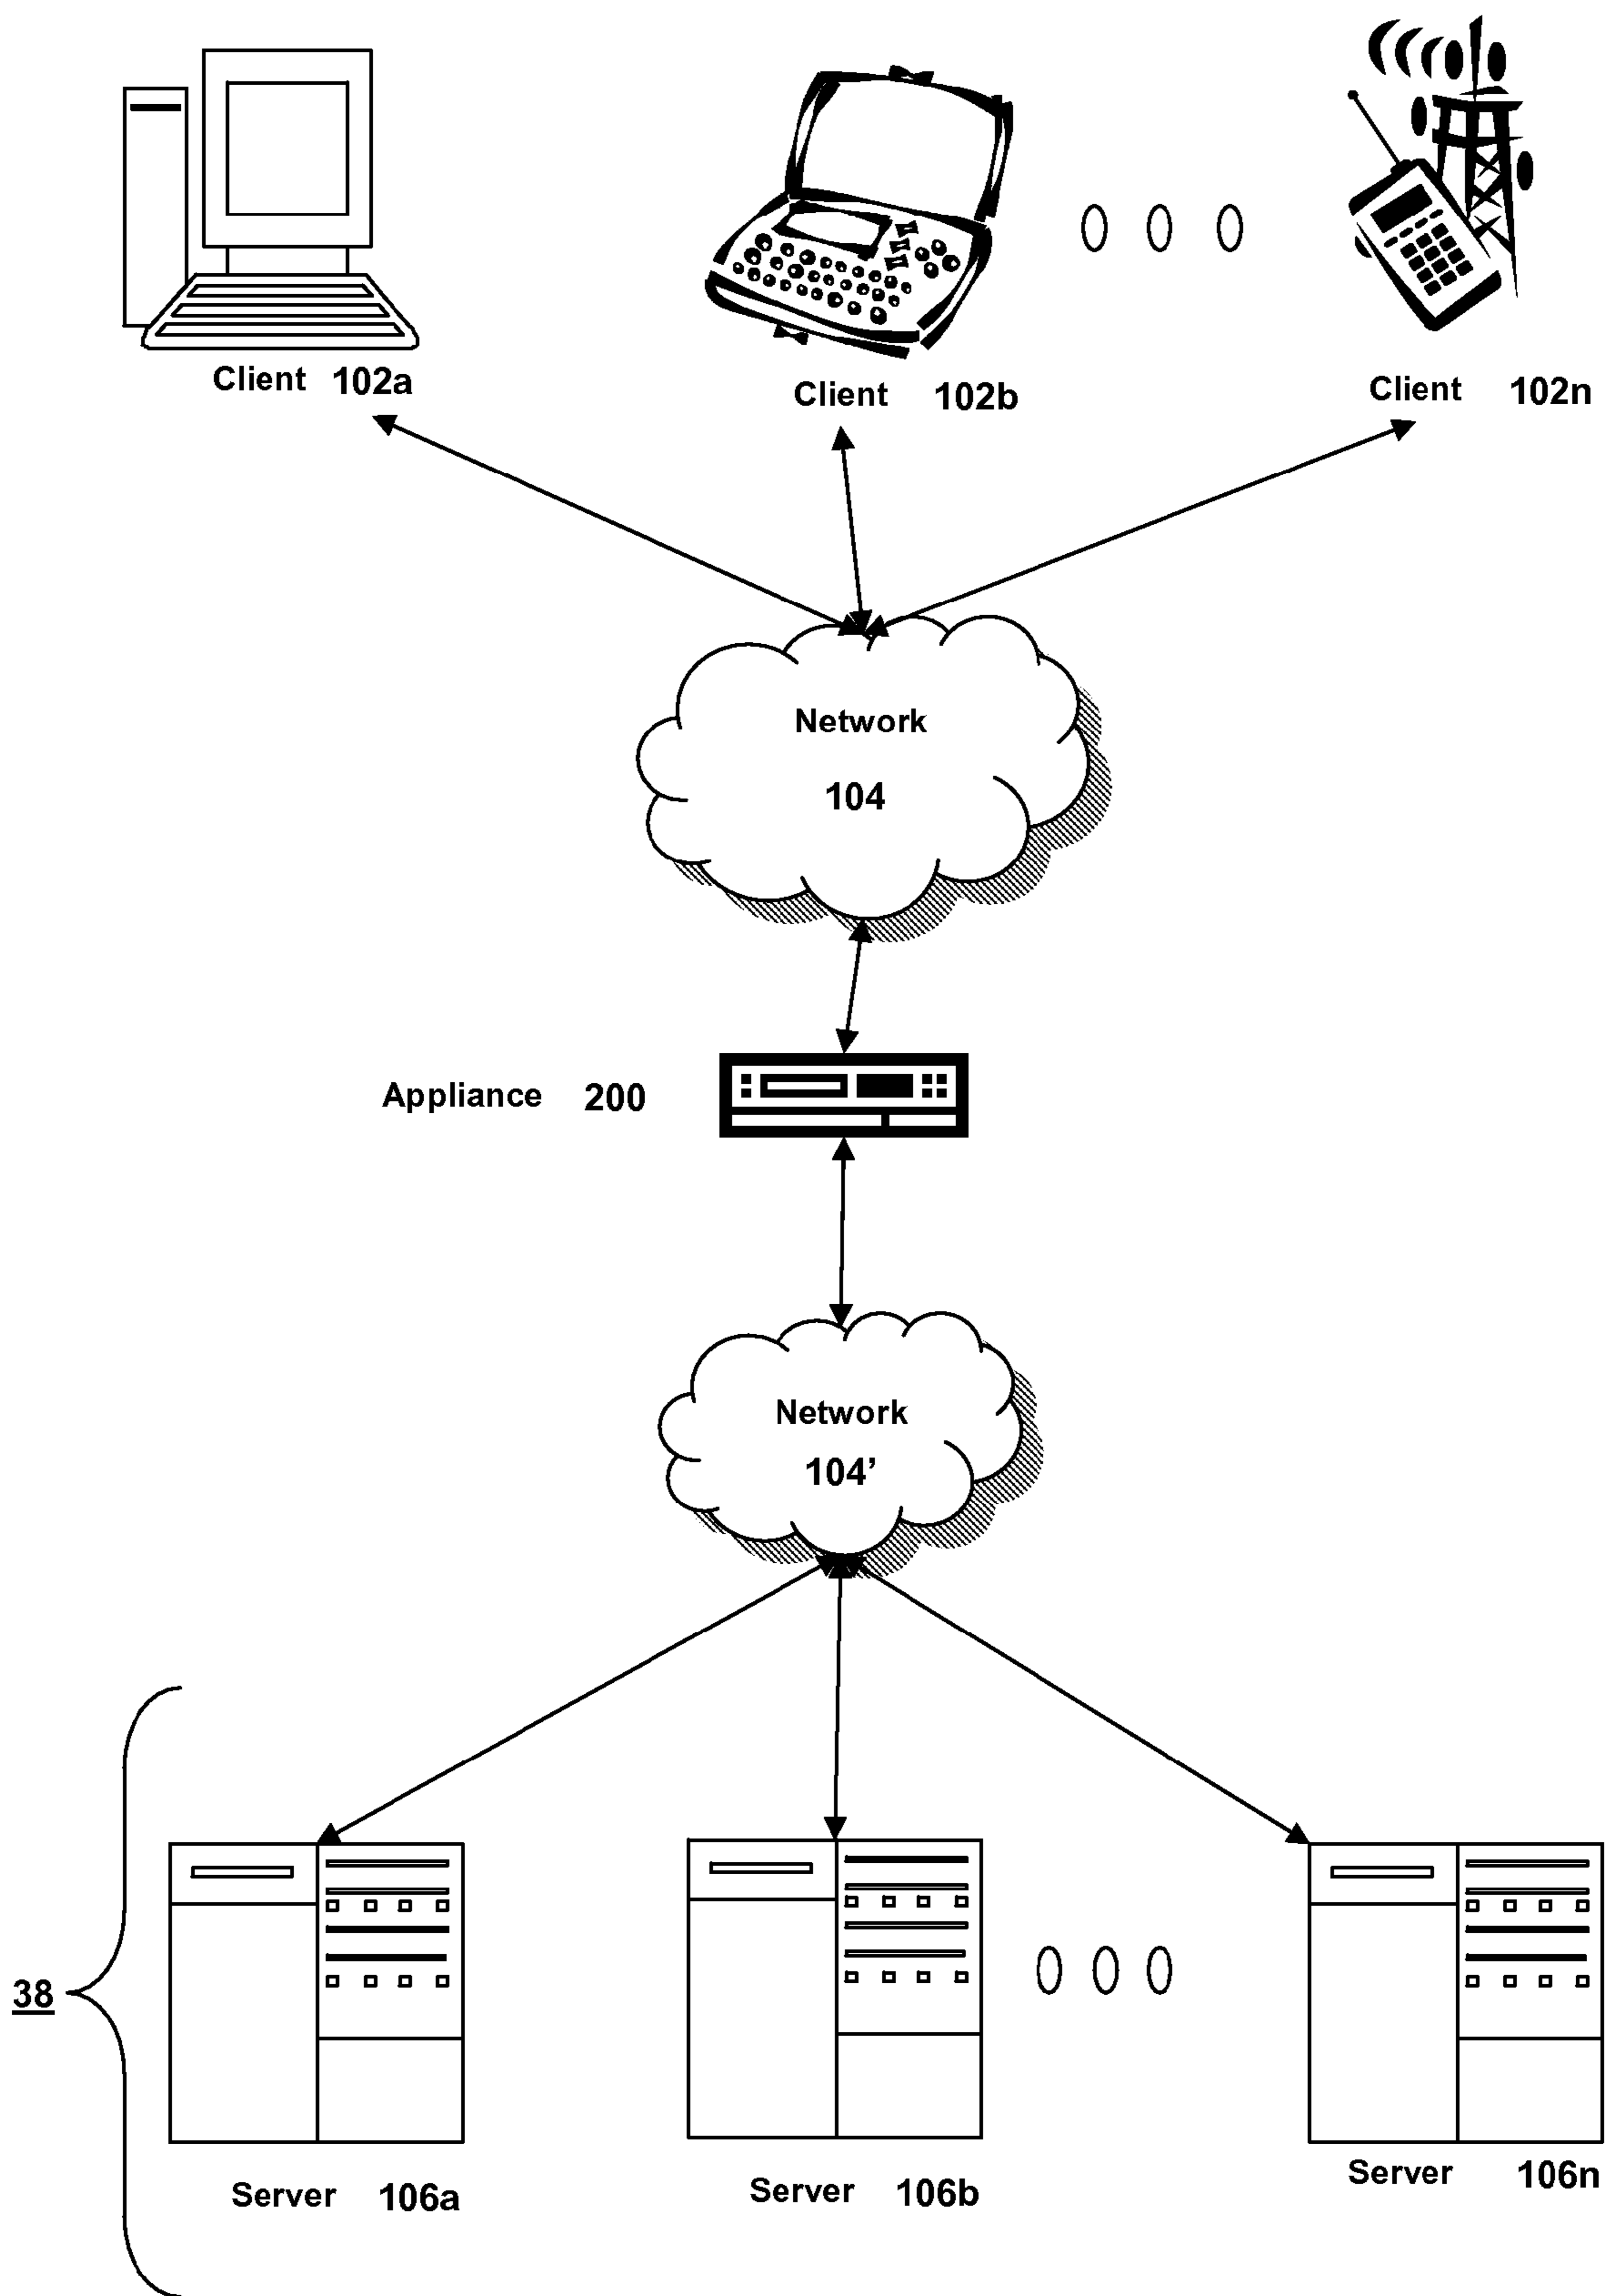 Client 102a
Client 102b
Client 102n
Network
104
Appliance 200
Network
104’
38
Server 106a
Server 106b
Server 106n